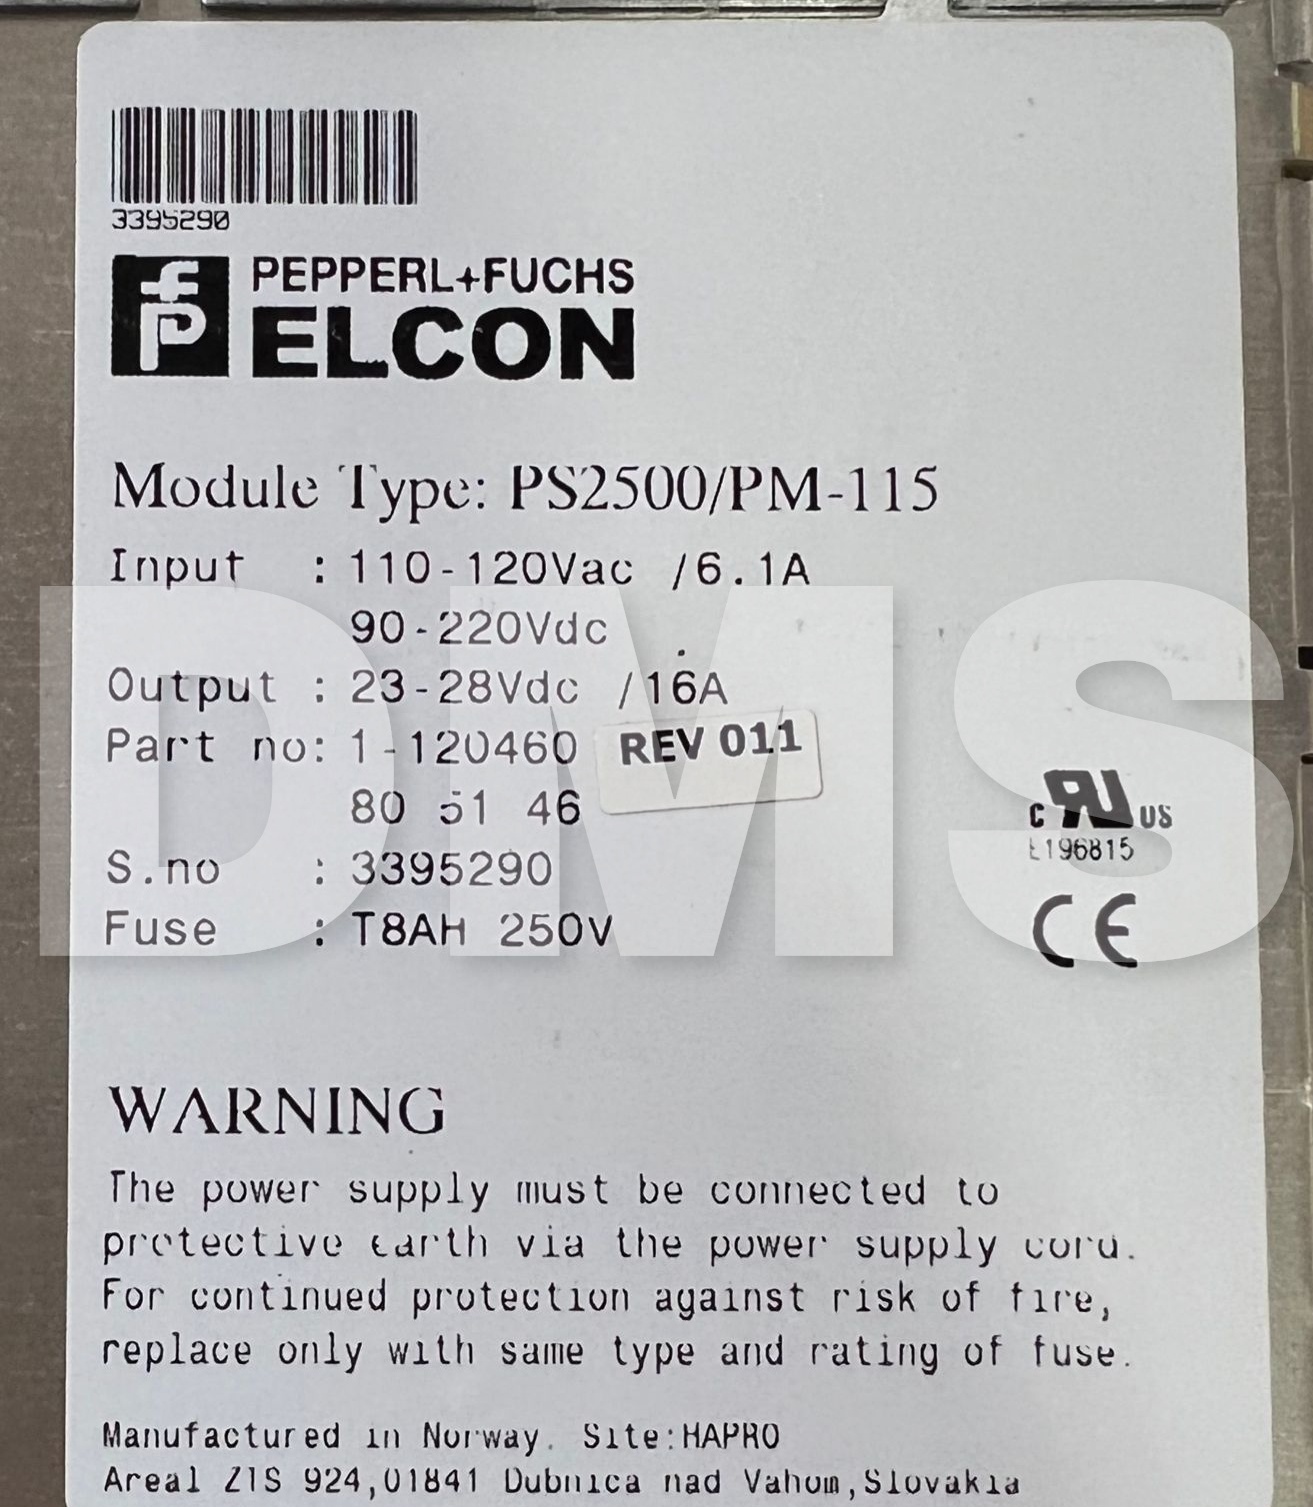 3395290
PEPPERL+FUCHS
ELCON
Module Type: PS2500/PM-115
Input : 110-120Vac /6.1A
90-220Vdc
Output : 23-28Vdc /16A
Part no: 1-120460 REV 011
80 51 46
S.no : 3395290
Fuse : T8AH 250V
C RU US
E196815
CE
DMS
WARNING
The power supply must be connected to
protective earth via the power supply cord.
For continued protection against risk of fire,
replace only with same type and rating of fuse.
Manufactured in Norway. Site:HAPRO
Areal ZIS 924,01841 Dubnica nad Vahom,Slovakia